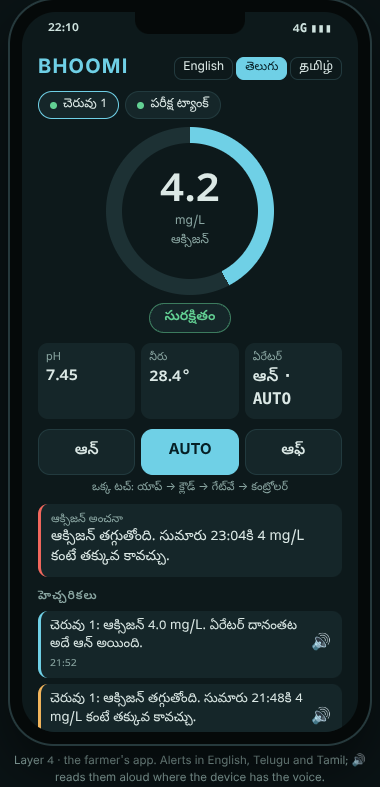 22:10
4G
BHOOMI
English
తెలుగు
தமிழ்
చెరువు 1
పరీక్ష ట్యాంక్
4.2
mg/L
ఆక్సిజన్
సురక్షితం
pH
7.45
నీరు
28.4°
ఏరేటర్
ఆన్ ·
AUTO
ఆన్
AUTO
ఆఫ్
ఒక్క టచ్: యాప్ → క్లౌడ్ → గేట్‌వే → కంట్రోలర్
ఆక్సిజన్ అంచనా
ఆక్సిజన్ తగ్గుతోంది. సుమారు 23:04కి 4 mg/L
కంటే తక్కువ కావచ్చు.
హెచ్చరికలు
చెరువు 1: ఆక్సిజన్ 4.0 mg/L. ఏరేటర్ దానంతట
అదే ఆన్ అయింది.
21:52
చెరువు 1: ఆక్సిజన్ తగ్గుతోంది. సుమారు 21:48కి 4
mg/L కంటే తక్కువ కావచ్చు.
Layer 4 · the farmer's app. Alerts in English, Telugu and Tamil; 🔊
reads them aloud where the device has the voice.